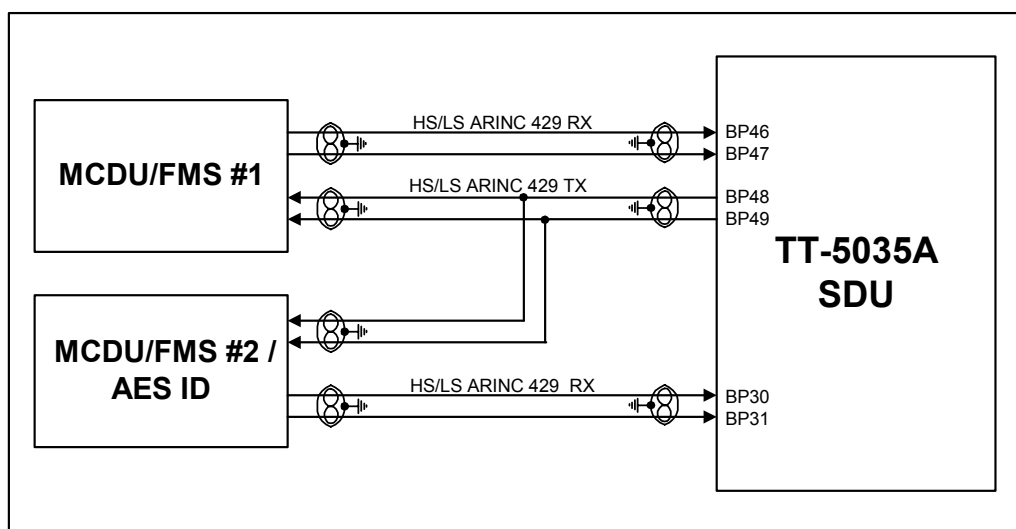 MCDU/FMS #1
HS/LS ARINC 429 RX
BP46
BP47
HS/LS ARINC 429 TX
BP48
BP49
TT-5035A
SDU
MCDU/FMS #2 /
AES ID
HS/LS ARINC 429  RX
BP30
BP31